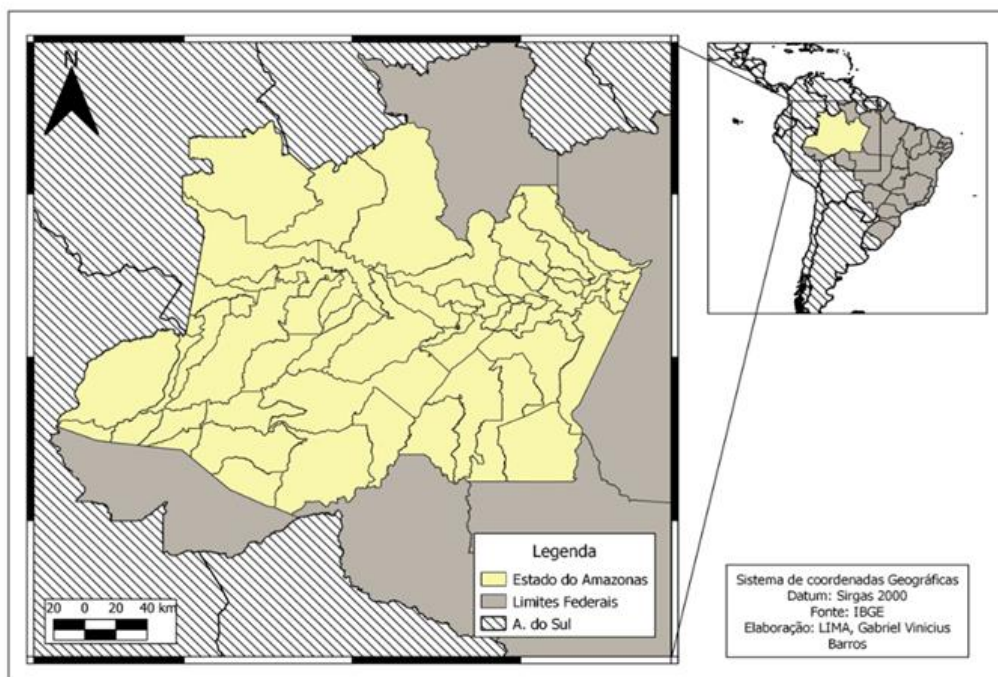 N
Legenda
Estado do Amazonas
Limites Federais
A. do Sul
20 0 20 40 km
Sistema de coordenadas Geográficas
Datum: Sirgas 2000
Fonte: IBGE
Elaboração: LIMA, Gabriel Vinicius
Barros